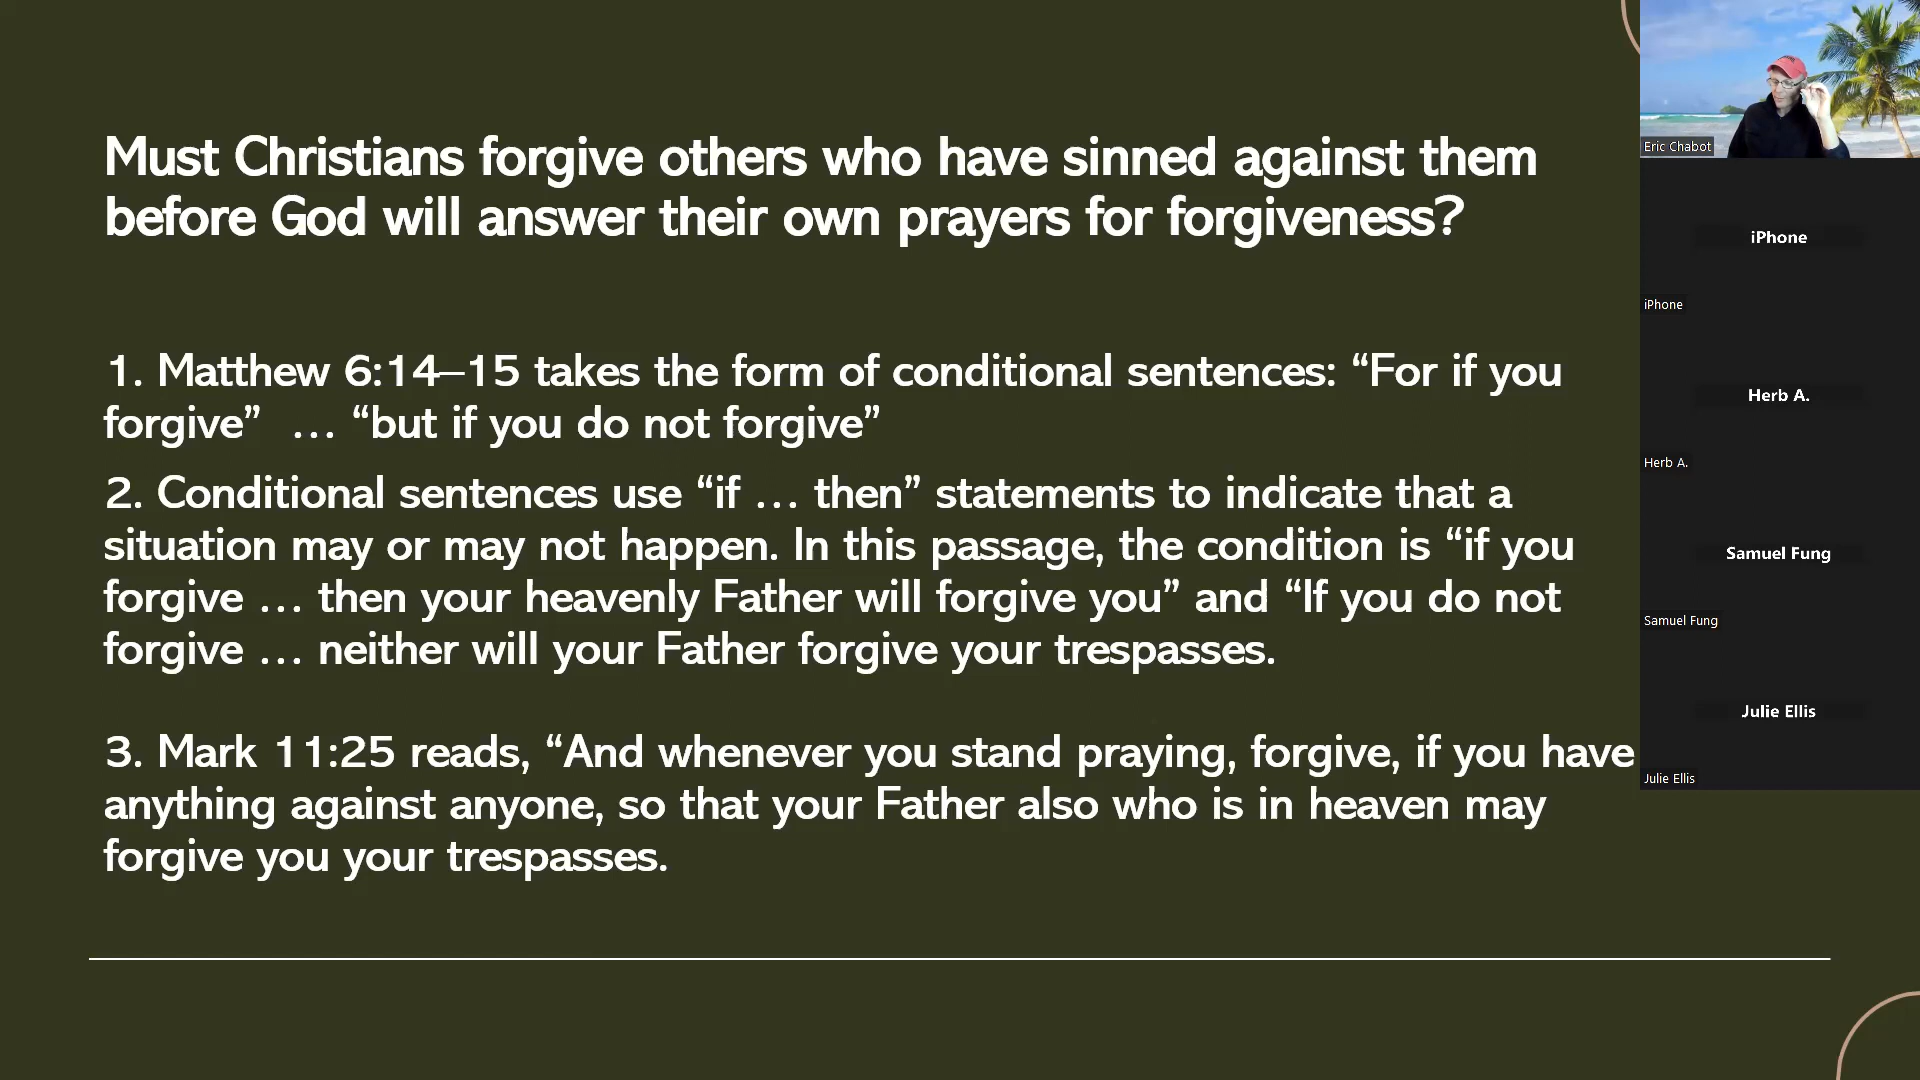 Must Christians forgive others who have sinned against them
before God will answer their own prayers for forgiveness?
1. Matthew 6:14–15 takes the form of conditional sentences: “For if you
forgive”  … “but if you do not forgive”
2. Conditional sentences use “if … then” statements to indicate that a
situation may or may not happen. In this passage, the condition is “if you
forgive … then your heavenly Father will forgive you” and “If you do not
forgive … neither will your Father forgive your trespasses.
3. Mark 11:25 reads, “And whenever you stand praying, forgive, if you have
anything against anyone, so that your Father also who is in heaven may
forgive you your trespasses.
Eric Chabot
iPhone
iPhone
Herb A.
Herb A.
Samuel Fung
Samuel Fung
Julie Ellis
Julie Ellis